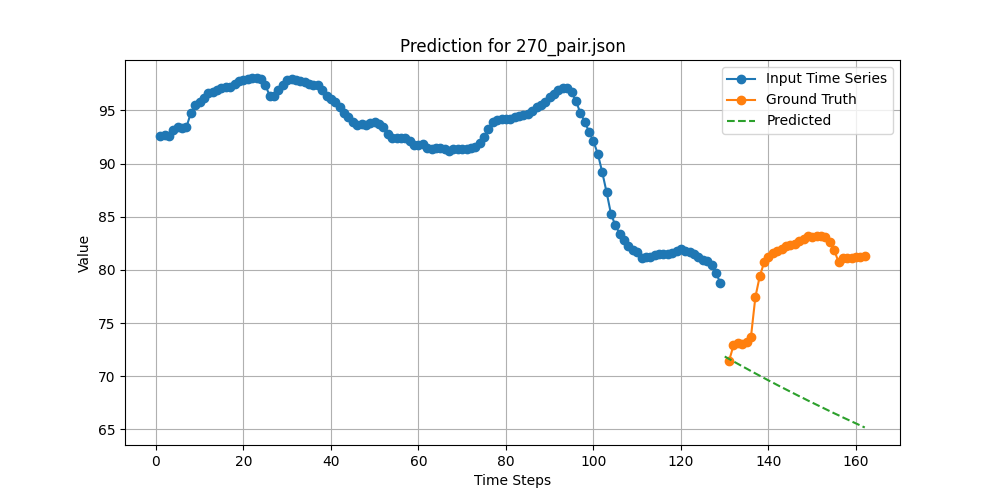 Prediction for 270_pair.json
Input Time Series
Ground Truth
Predicted
Value
95
90
85
80
75
70
65
0 20 40 60 80 100 120 140 160
Time Steps